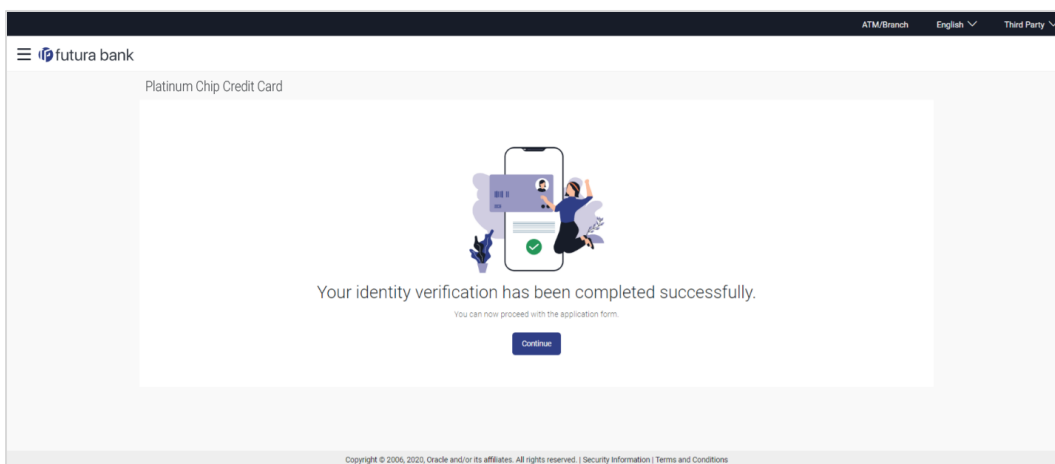 ATM/Branch English Third Party
futura bank
Platinum Chip Credit Card
Your identity verification has been completed successfully.
You can now proceed with the application form.
Continue
Copyright © 2006, 2020, Oracle and/or its affiliates. All rights reserved. | Security Information | Terms and Conditions